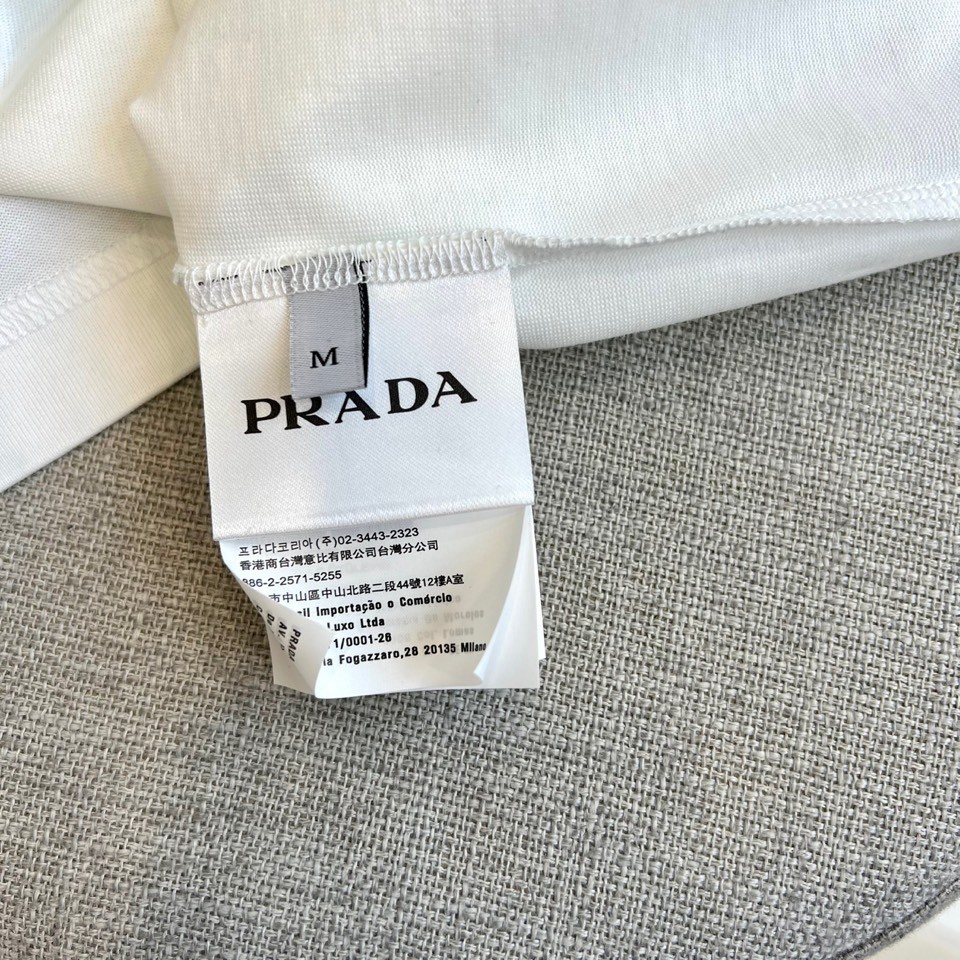 M
PRADA
프라다코리아(주)02-3443-2323
香港商台灣意比有限公司台灣分公司
886-2-2571-5255
市中山區中山北路二段44號12樓A室
il Importação o Comércio
Luxo Ltda
1/0001-26
Fogazzaro,28 20135 Milano
PRADA